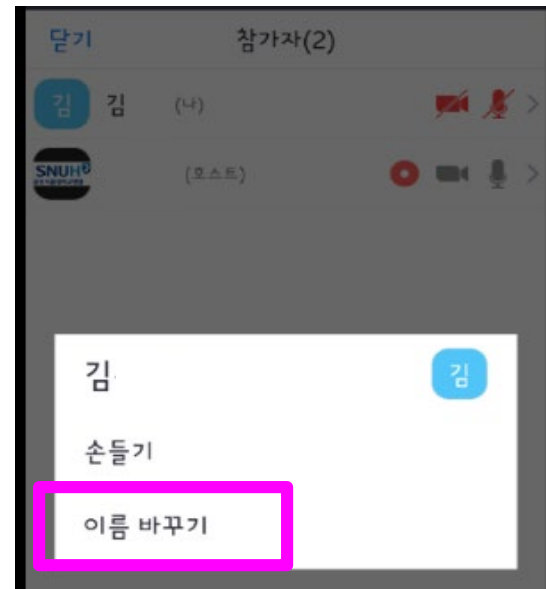 닫기 참가자(2)
김 김 (나)
SNUH
(호스트)
김
김
손들기
이름 바꾸기